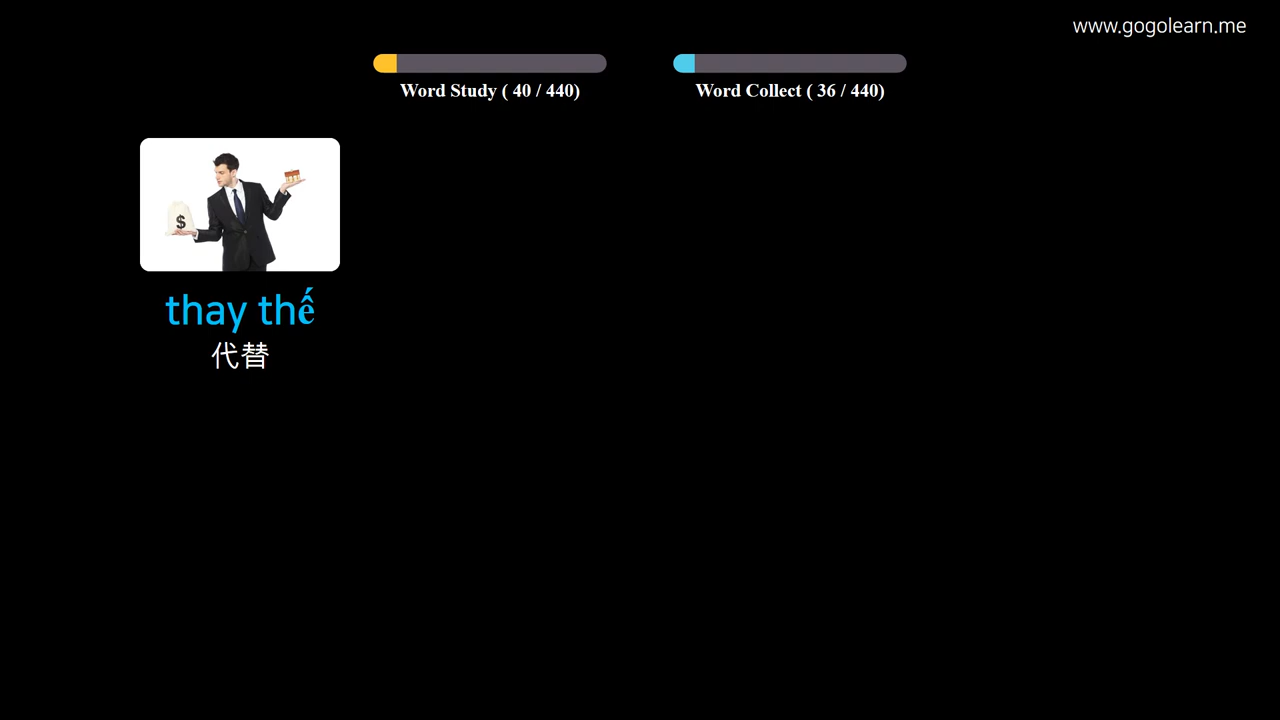 www.gogolearn.me
Word Study ( 40 / 440)
Word Collect ( 36 / 440)
$
thay thế
代替